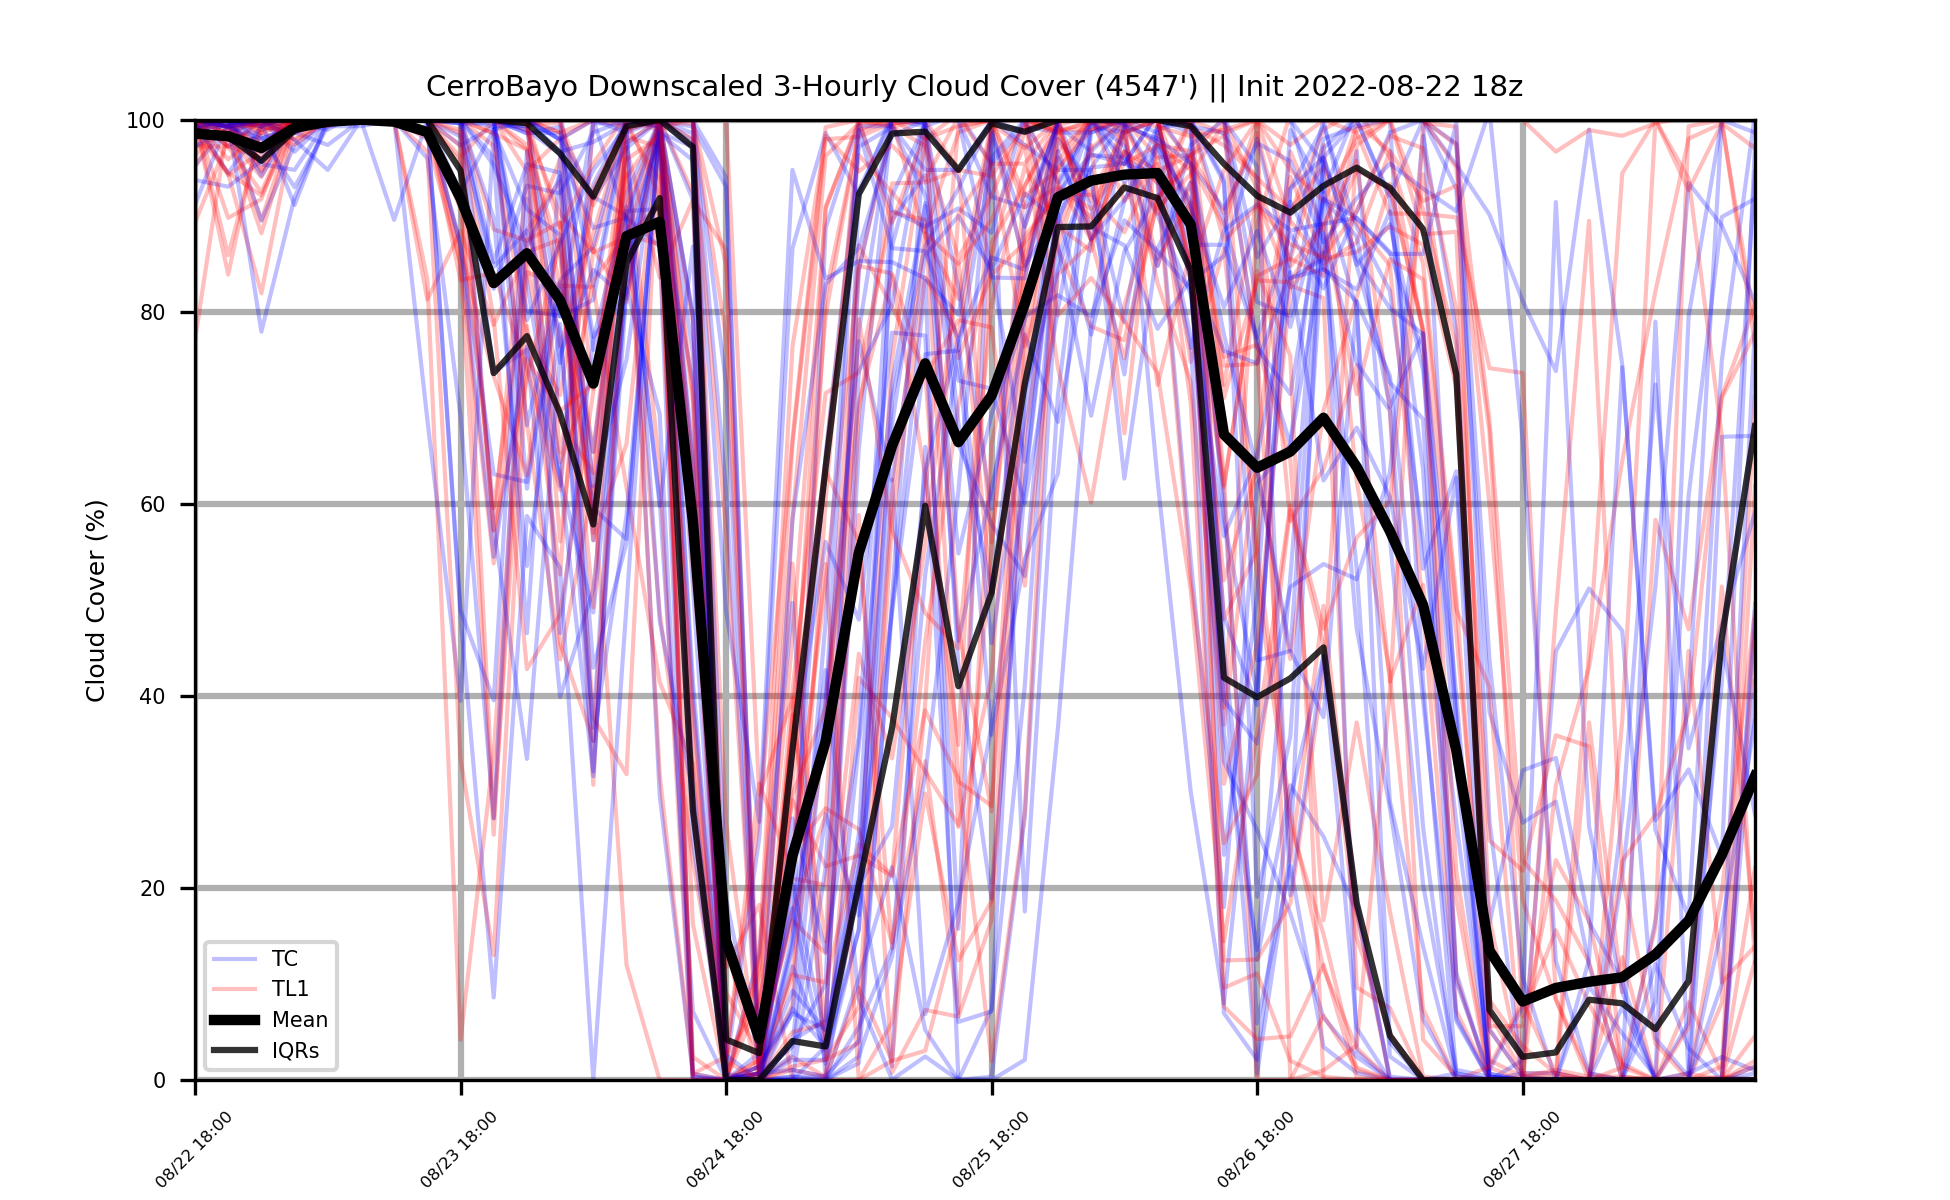 CerroBayo Downscaled 3-Hourly Cloud Cover (4547') || Init 2022-08-22 18z
Cloud Cover (%)
100
80
60
40
20
0
TC
TL1
Mean
IQRs
08/22 18:00
08/23 18:00
08/24 18:00
08/25 18:00
08/26 18:00
08/27 18:00